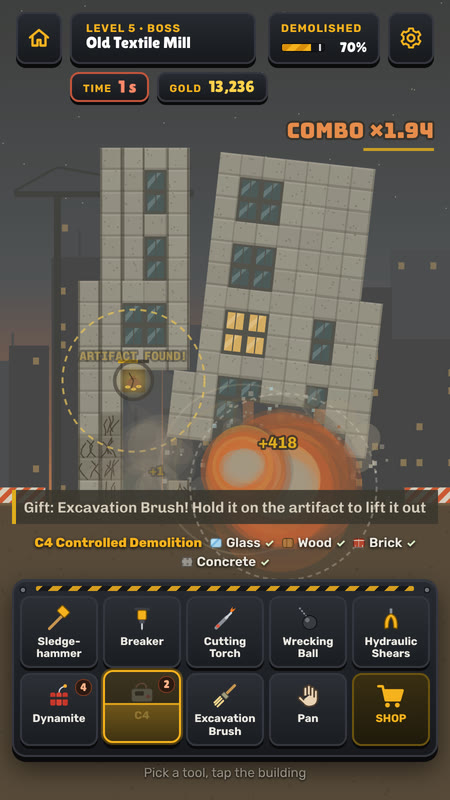 LEVEL 5 • BOSS
Old Textile Mill
DEMOLISHED
70%
TIME 1 s
GOLD 13,236
COMBO ×1.94
ARTIFACT FOUND!
+418
+1
Gift: Excavation Brush! Hold it on the artifact to lift it out
C4 Controlled Demolition Glass ✓ Wood ✓ Brick ✓
Concrete ✓
Sledge-
hammer
Breaker
Cutting
Torch
Wrecking
Ball
Hydraulic
Shears
4
Dynamite
2
C4
Excavation
Brush
Pan
SHOP
Pick a tool, tap the building